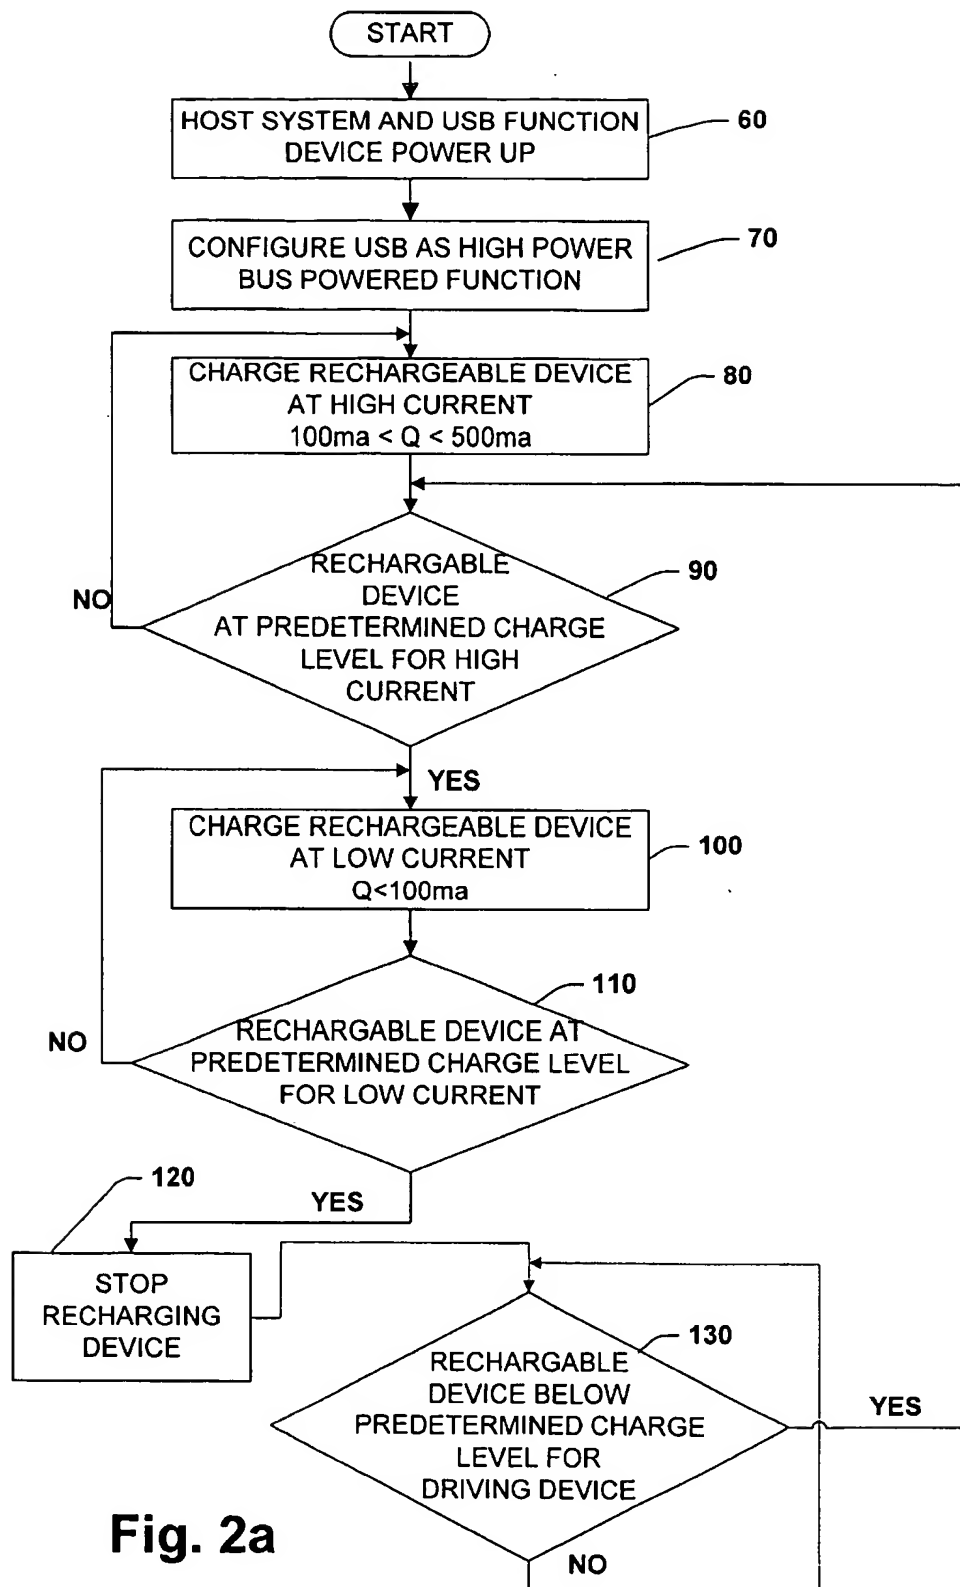 START
HOST SYSTEM AND USB FUNCTION
DEVICE POWER UP
60
CONFIGURE USB AS HIGH POWER
BUS POWERED FUNCTION
70
CHARGE RECHARGEABLE DEVICE
AT HIGH CURRENT
100ma < Q < 500ma
80
RECHARGABLE
DEVICE
AT PREDETERMINED CHARGE
LEVEL FOR HIGH
CURRENT
90
NO
YES
CHARGE RECHARGEABLE DEVICE
AT LOW CURRENT
Q<100ma
100
RECHARGABLE DEVICE AT
PREDETERMINED CHARGE LEVEL
FOR LOW CURRENT
110
NO
YES
120
STOP
RECHARGING
DEVICE
RECHARGABLE
DEVICE BELOW
PREDETERMINED CHARGE
LEVEL FOR
DRIVING DEVICE
130
YES
NO
Fig. 2a